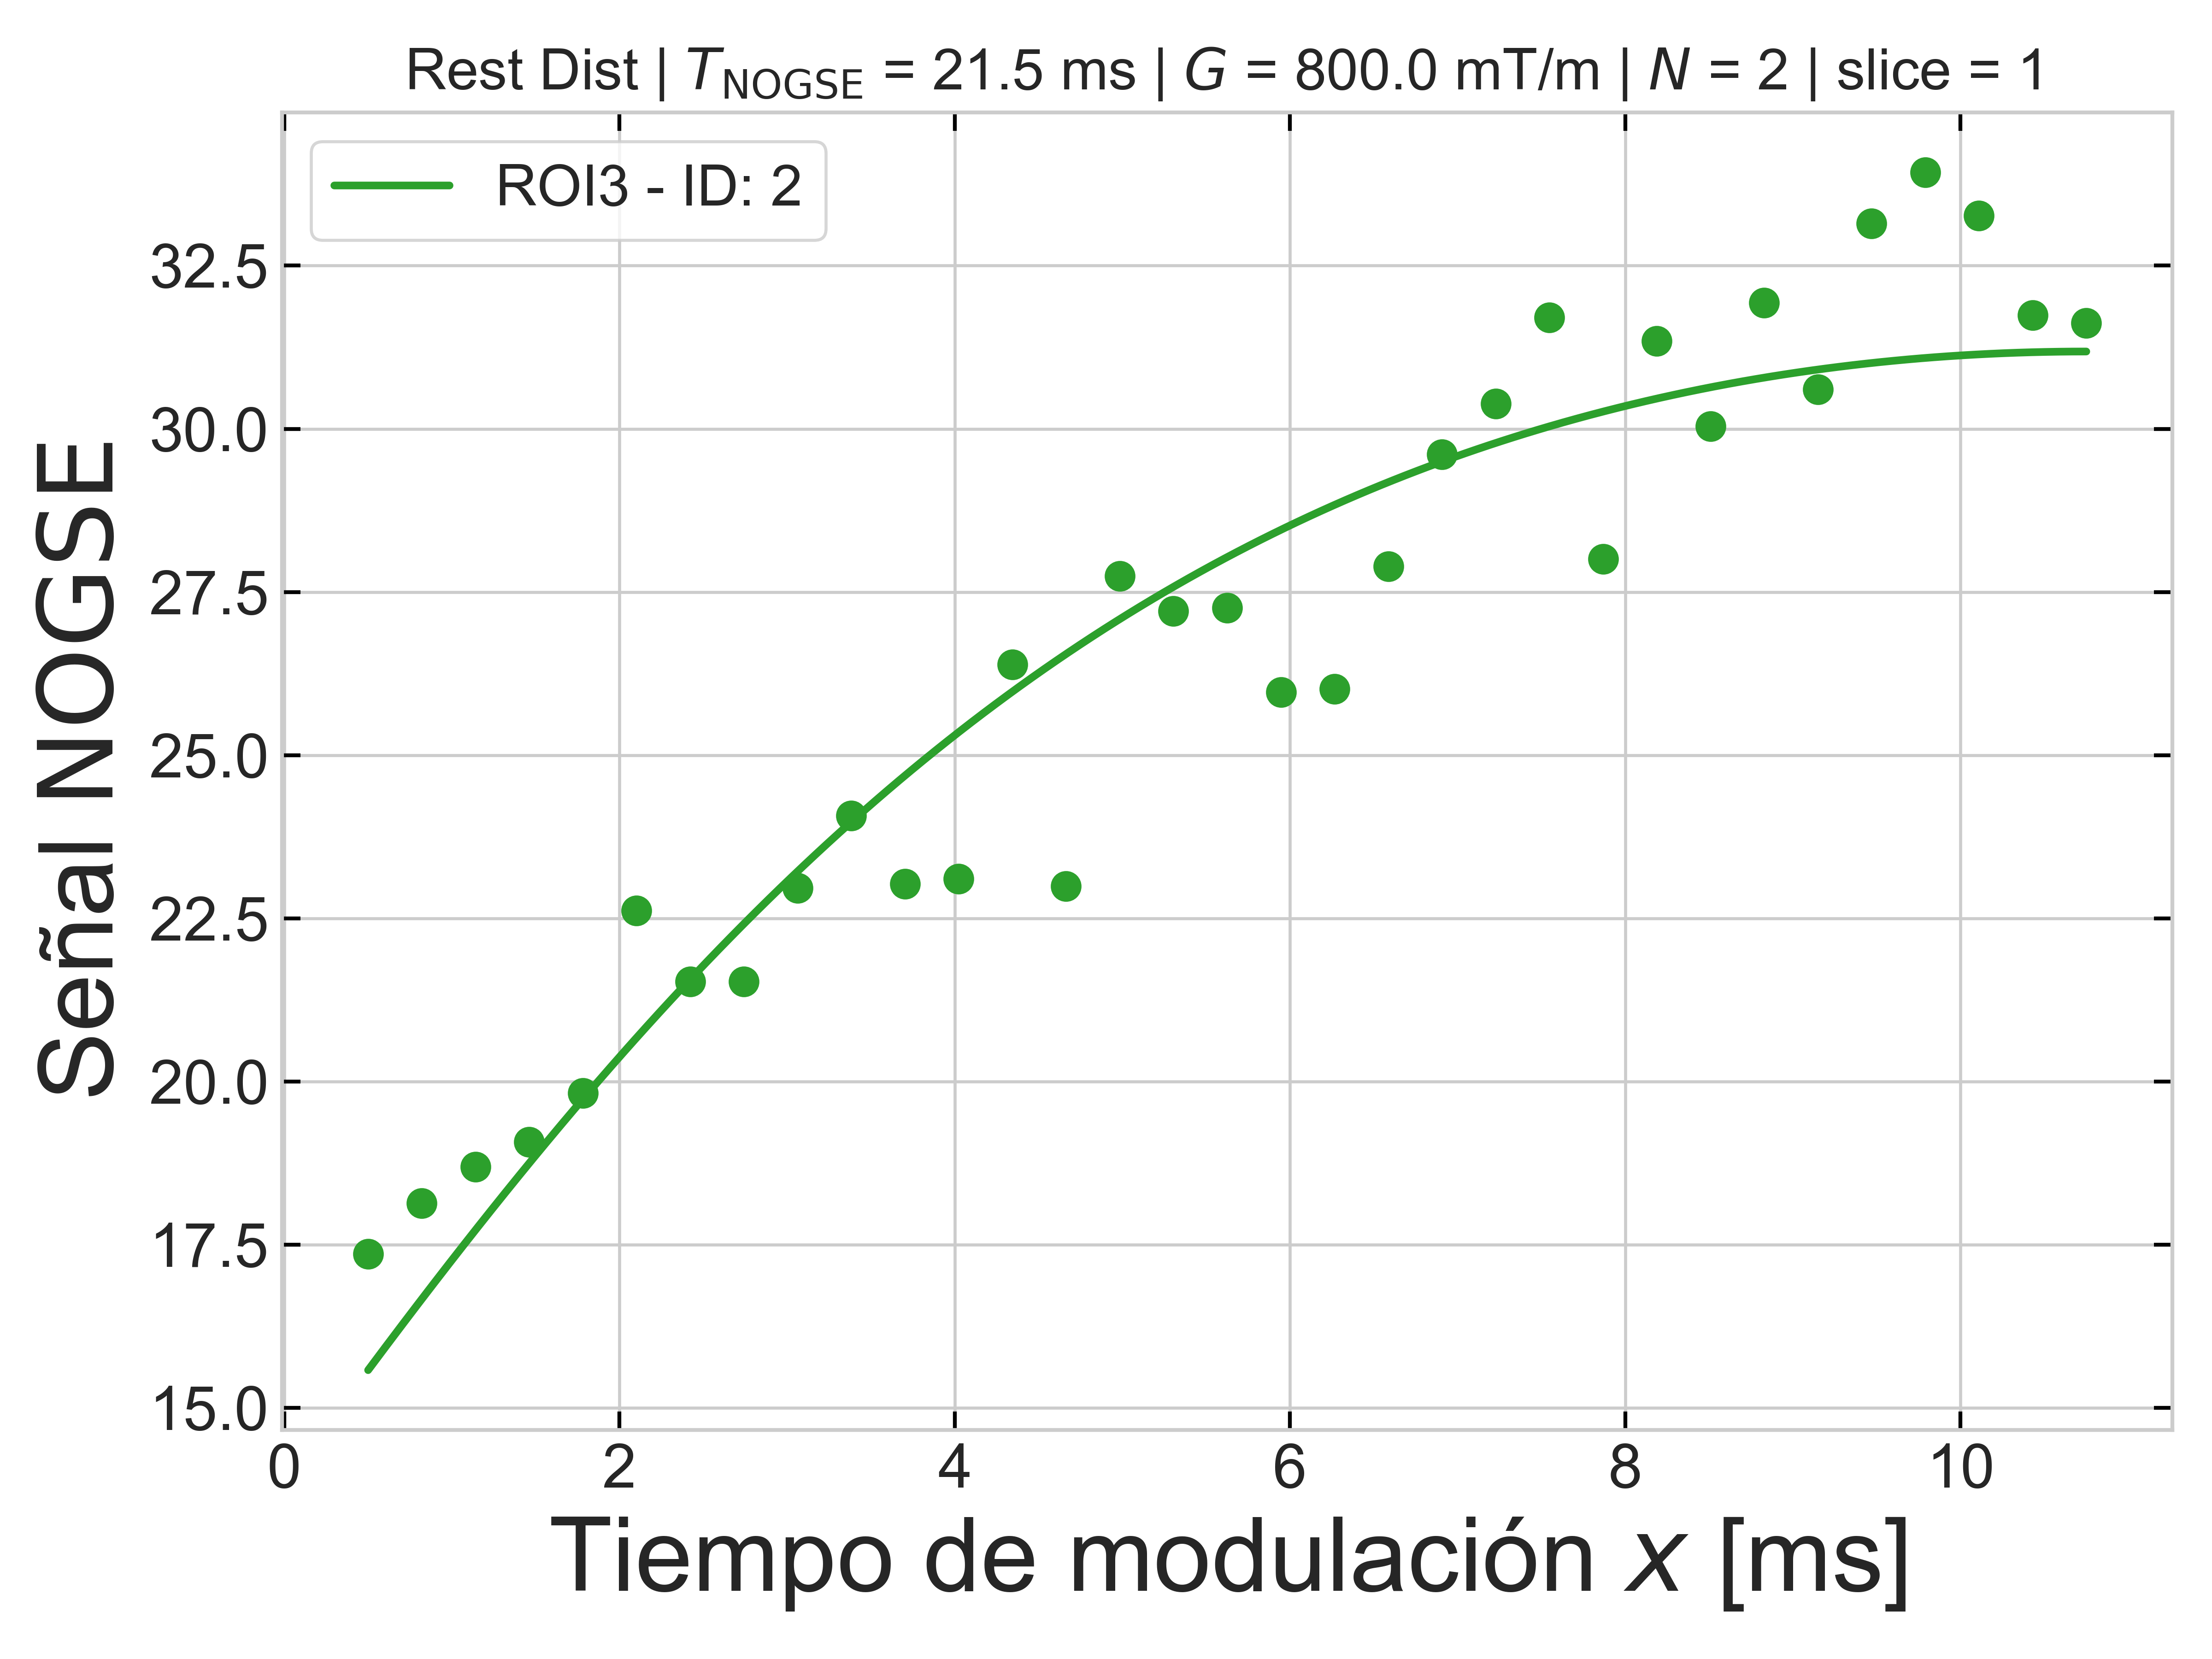 Rest Dist | T_NOGSE = 21.5 ms | G = 800.0 mT/m | N = 2 | slice = 1
ROI3 - ID: 2
Señal NOGSE
32.5
30.0
27.5
25.0
22.5
20.0
17.5
15.0
0 2 4 6 8 10
Tiempo de modulación x [ms]